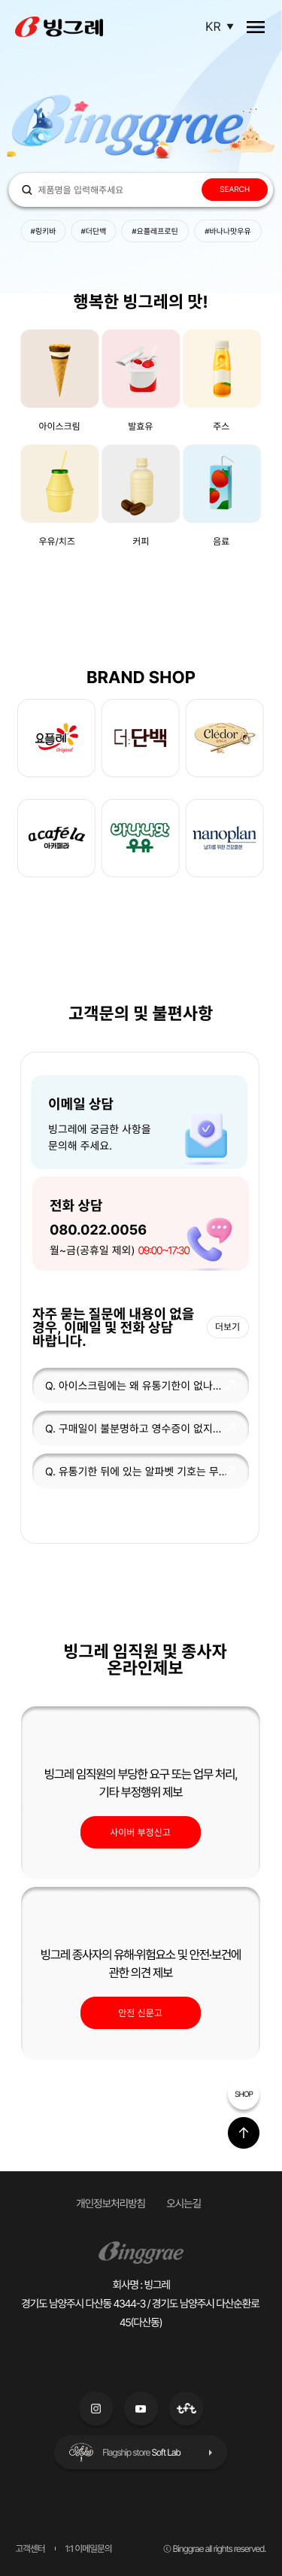 빙그레
KR ▼
Binggrae
제품명을 입력해주세요
SEARCH
#링키바 #더단백 #요플레프로틴 #바나나맛우유
행복한 빙그레의 맛!
아이스크림 발효유 주스
우유/치즈 커피 음료
BRAND SHOP
요플레 Original 더:단백 Clédor
acaféla 아카펠라 바나나맛 우유 nanoplan 남자를 위한 건강플랜
고객문의 및 불편사항
이메일 상담
빙그레에 궁금한 사항을
문의해 주세요.
전화 상담
080.022.0056
월~금(공휴일 제외) 09:00~17:30
자주 묻는 질문에 내용이 없을
경우, 이메일 및 전화 상담
바랍니다.
더보기
Q. 아이스크림에는 왜 유통기한이 없나...
Q. 구매일이 불분명하고 영수증이 없지...
Q. 유통기한 뒤에 있는 알파벳 기호는 무...
빙그레 임직원 및 종사자
온라인제보
빙그레 임직원의 부당한 요구 또는 업무 처리,
기타 부정행위 제보
사이버 부정신고
빙그레 종사자의 유해·위험요소 및 안전·보건에
관한 의견 제보
안전 신문고
SHOP
개인정보처리방침 오시는길
Binggrae
회사명 : 빙그레
경기도 남양주시 다산동 4344-3 / 경기도 남양주시 다산순환로
45(다산동)
Flagship store Soft Lab
고객센터 | 1:1 이메일문의 ⓒ Binggrae all rights reserved.